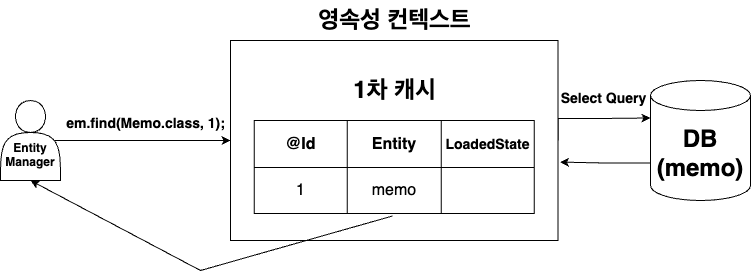 영속성 컨텍스트
1차 캐시
em.find(Memo.class, 1);
Select Query
Entity
Manager
@Id
Entity
LoadedState
1
memo
DB
(memo)